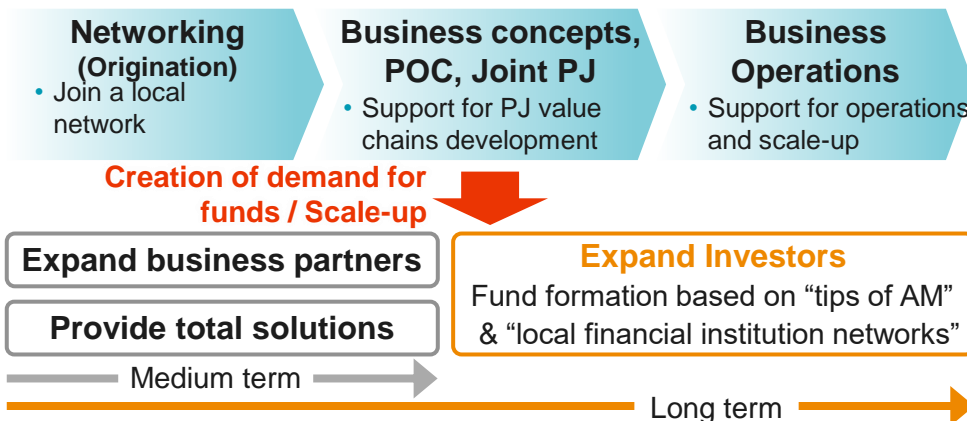 Networking
(Origination)
• Join a local
network
Business concepts,
POC, Joint PJ
• Support for PJ value
chains development
Business
Operations
• Support for operations
and scale-up
Creation of demand for
funds / Scale-up
Expand business partners
Provide total solutions
Expand Investors
Fund formation based on “tips of AM”
& “local financial institution networks”
Medium term
Long term